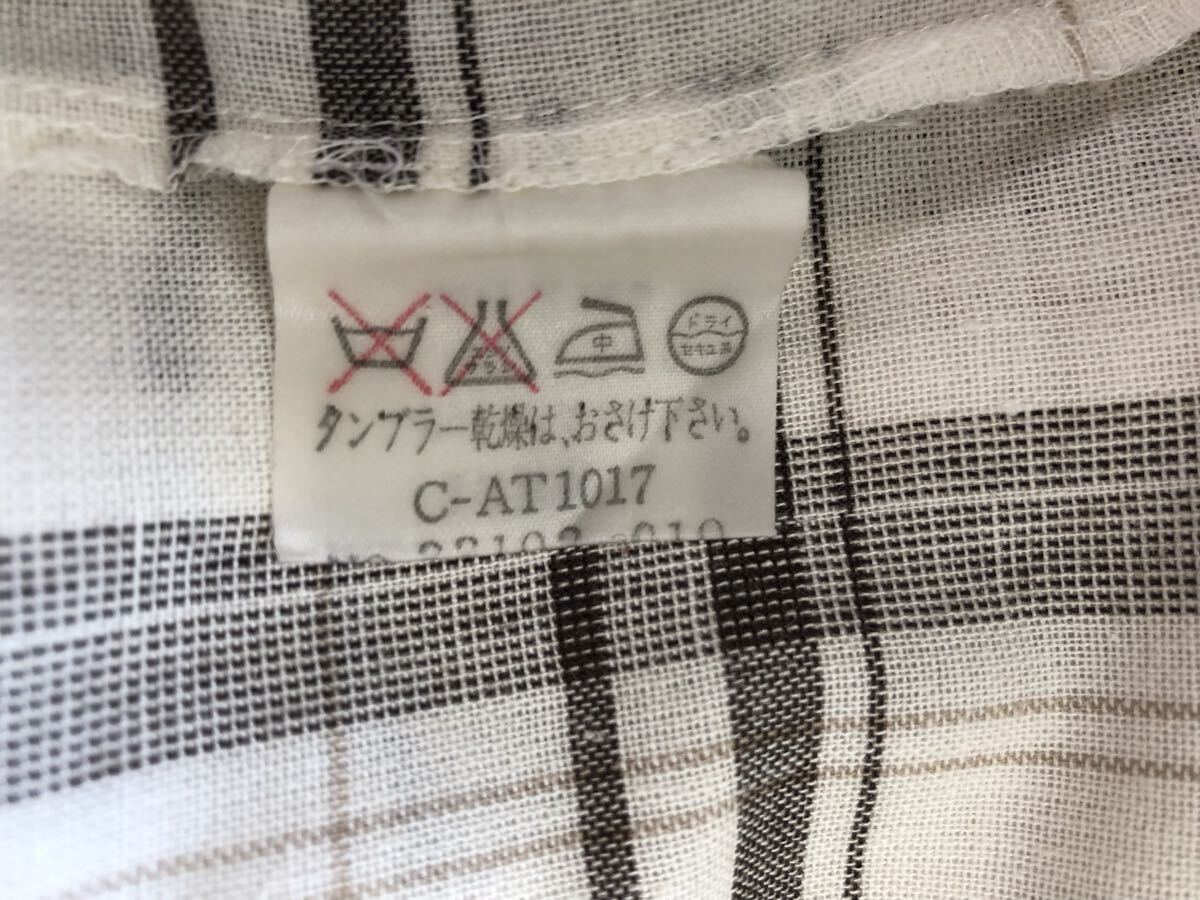 中 ドライ
タンブラー乾燥は、おさけ下さい。
C-AT1017